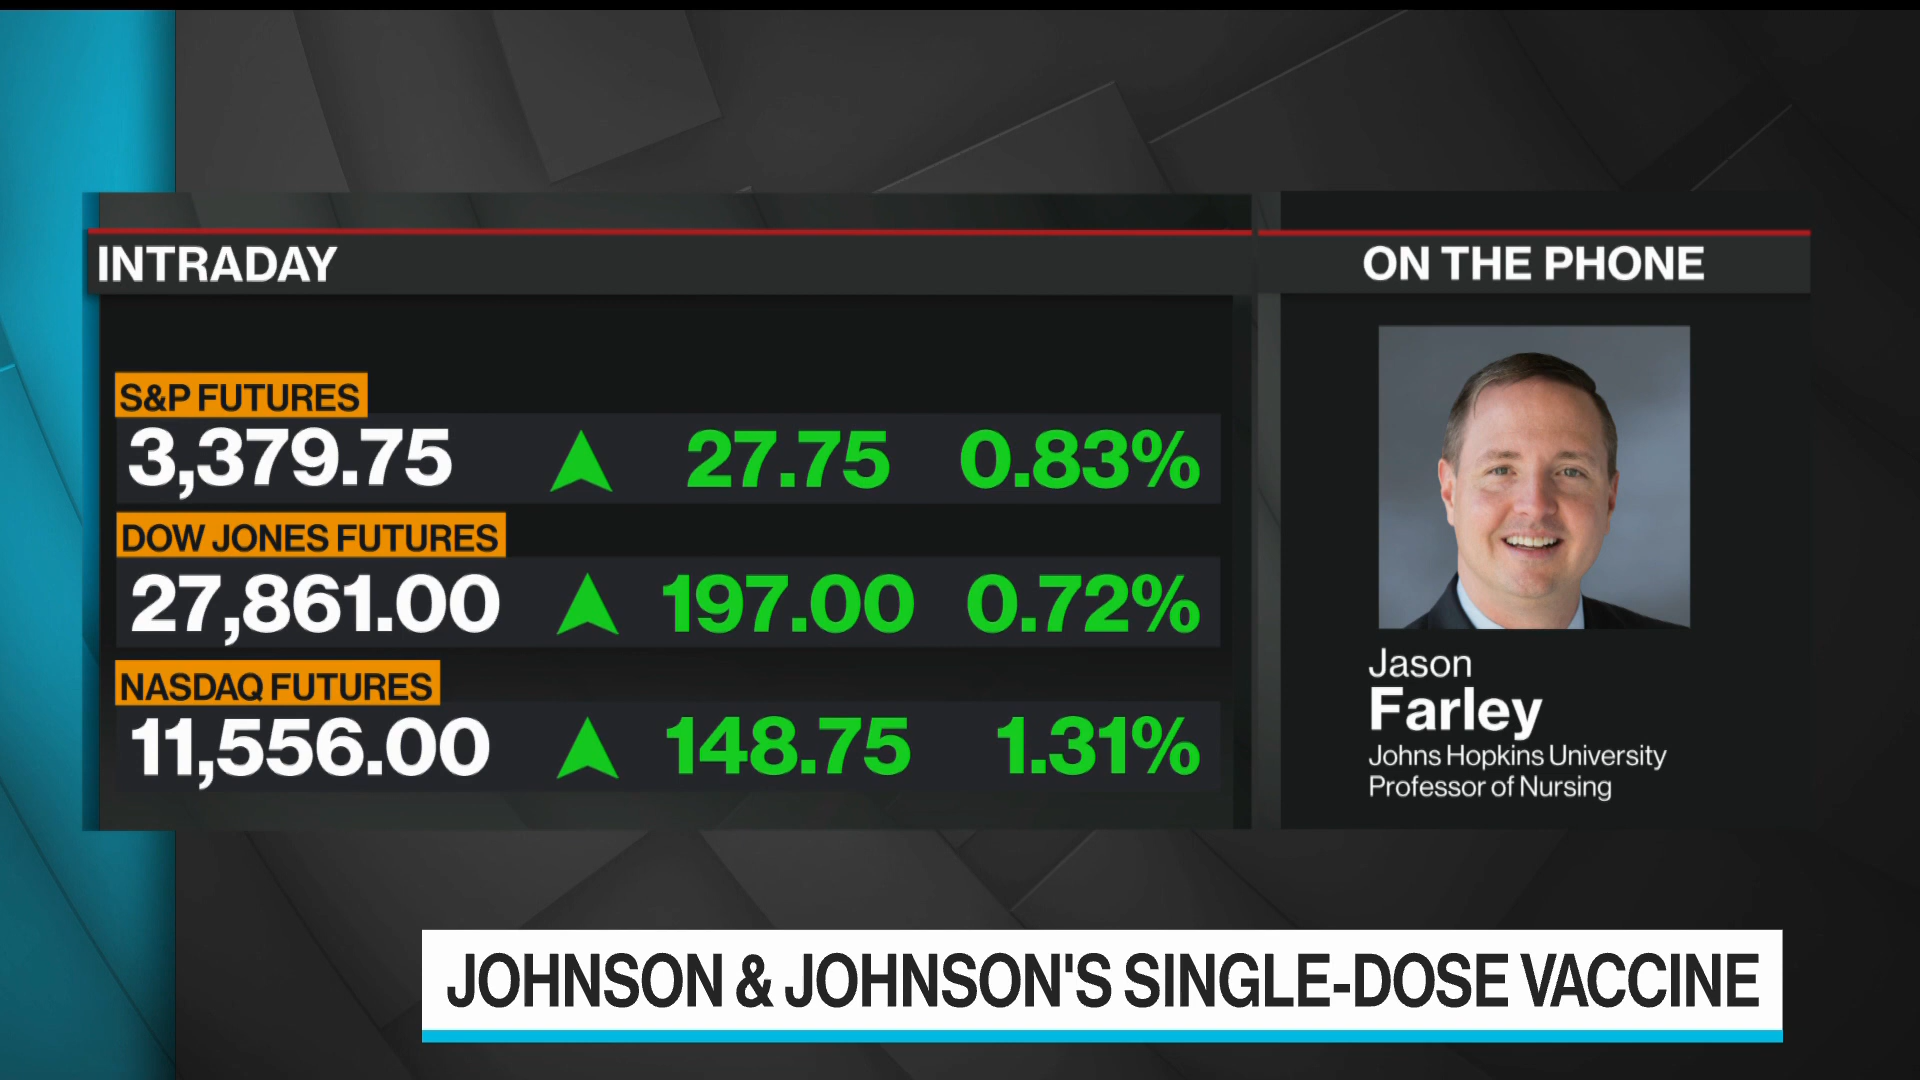 INTRADAY
S&P FUTURES
3,379.75 ▲ 27.75 0.83%
DOW JONES FUTURES
27,861.00 ▲ 197.00 0.72%
NASDAQ FUTURES
11,556.00 ▲ 148.75 1.31%
ON THE PHONE
Jason
Farley
Johns Hopkins University
Professor of Nursing
JOHNSON & JOHNSON'S SINGLE-DOSE VACCINE